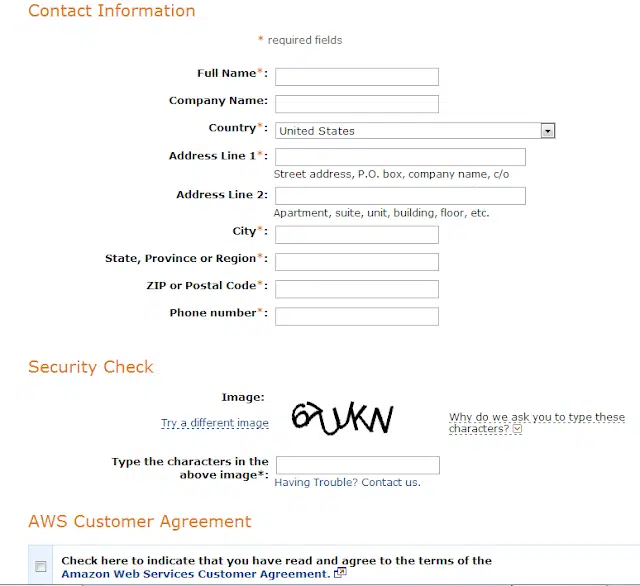 Contact Information
* required fields
Full Name*:
Company Name:
Country*: United States
Address Line 1*:
Street address, P.O. box, company name, c/o
Address Line 2:
Apartment, suite, unit, building, floor, etc.
City*:
State, Province or Region*:
ZIP or Postal Code*:
Phone number*:
Security Check
Image:
Try a different image
Why do we ask you to type these
characters?
Type the characters in the
above image*:
Having Trouble? Contact us.
AWS Customer Agreement
Check here to indicate that you have read and agree to the terms of the
Amazon Web Services Customer Agreement.